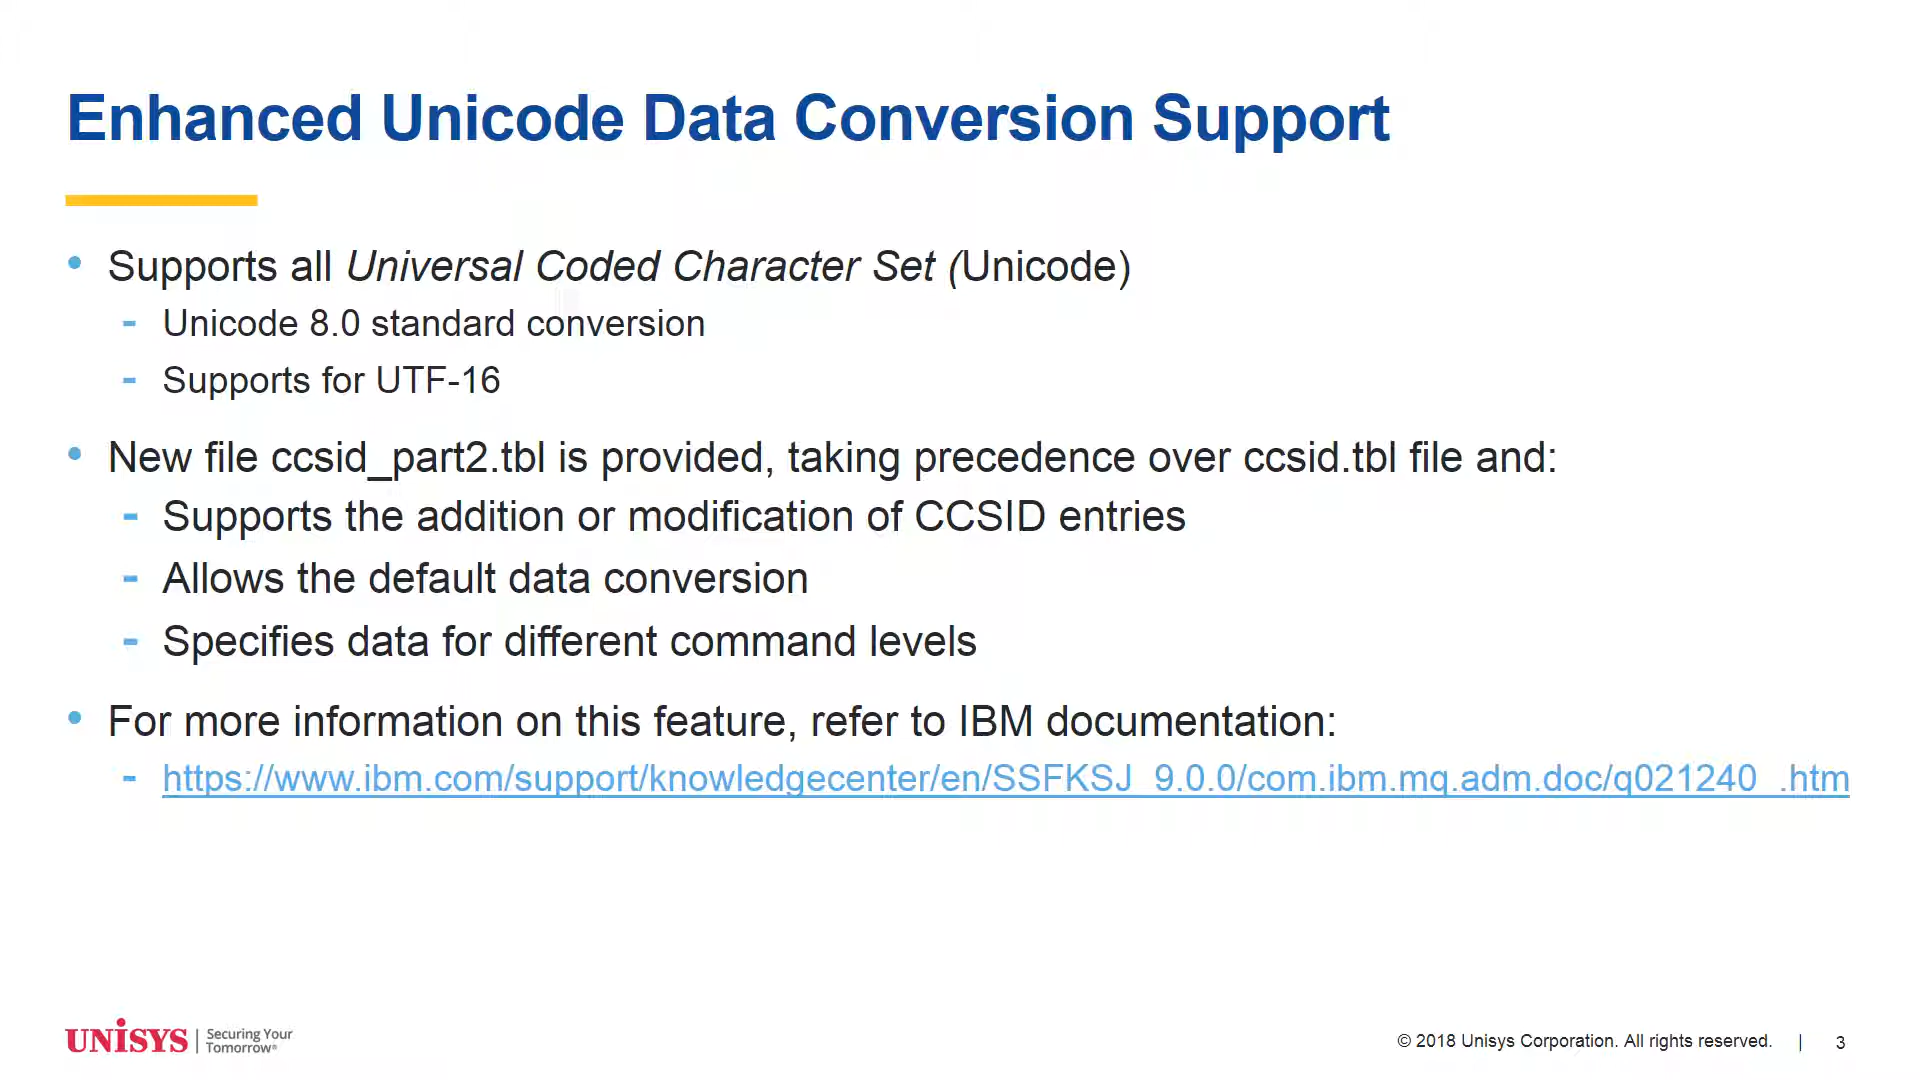 Enhanced Unicode Data Conversion Support
• Supports all Universal Coded Character Set (Unicode)
- Unicode 8.0 standard conversion
- Supports for UTF-16
• New file ccsid_part2.tbl is provided, taking precedence over ccsid.tbl file and:
- Supports the addition or modification of CCSID entries
- Allows the default data conversion
- Specifies data for different command levels
• For more information on this feature, refer to IBM documentation:
- https://www.ibm.com/support/knowledgecenter/en/SSFKSJ_9.0.0/com.ibm.mq.adm.doc/q021240_.htm
UNiSYS | Securing Your
Tomorrow®
© 2018 Unisys Corporation. All rights reserved. | 3